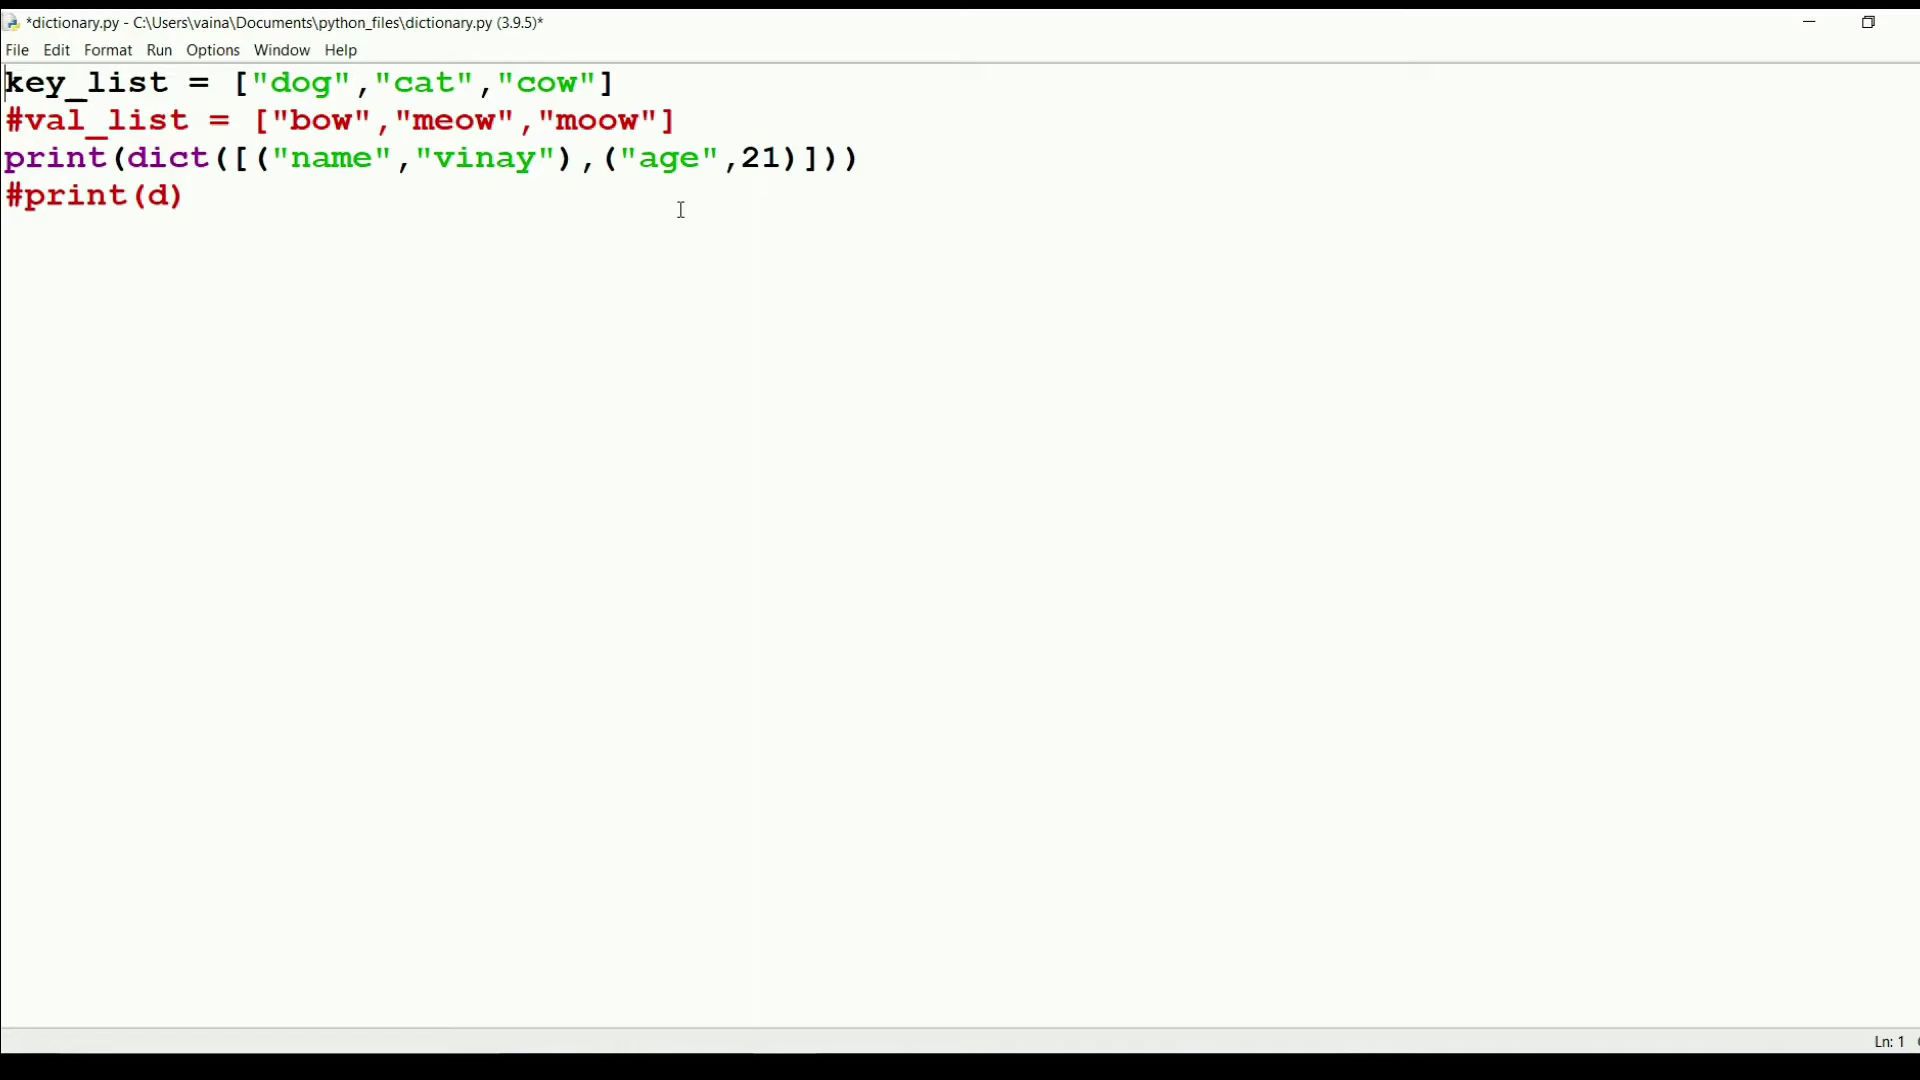 *dictionary.py - C:\Users\vaina\Documents\python_files\dictionary.py (3.9.5)*
File Edit Format Run Options Window Help
key_list = ["dog","cat","cow"]
#val_list = ["bow","meow","moow"]
print(dict([("name","vinay"),("age",21)]))
#print(d)
Ln: 1